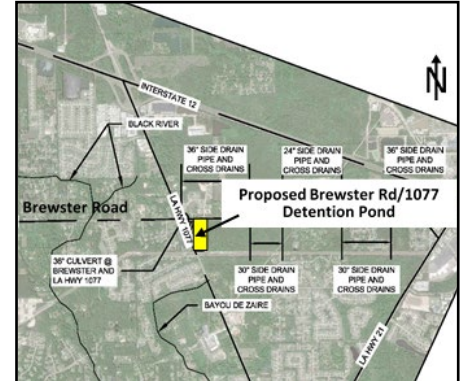 INTERSTATE 12
N
BLACK RIVER
36" SIDE DRAIN
PIPE AND
CROSS DRAINS
24" SIDE DRAIN
PIPE AND
CROSS DRAINS
36" SIDE DRAIN
PIPE AND
CROSS DRAINS
Brewster Road
LA HWY 1077
Proposed Brewster Rd/1077
Detention Pond
36" CULVERT @
BREWSTER AND
LA HWY 1077
30" SIDE DRAIN
PIPE AND
CROSS DRAINS
30" SIDE DRAIN
PIPE AND
CROSS DRAINS
BAYOU DE ZAIRE
LA HWY 21